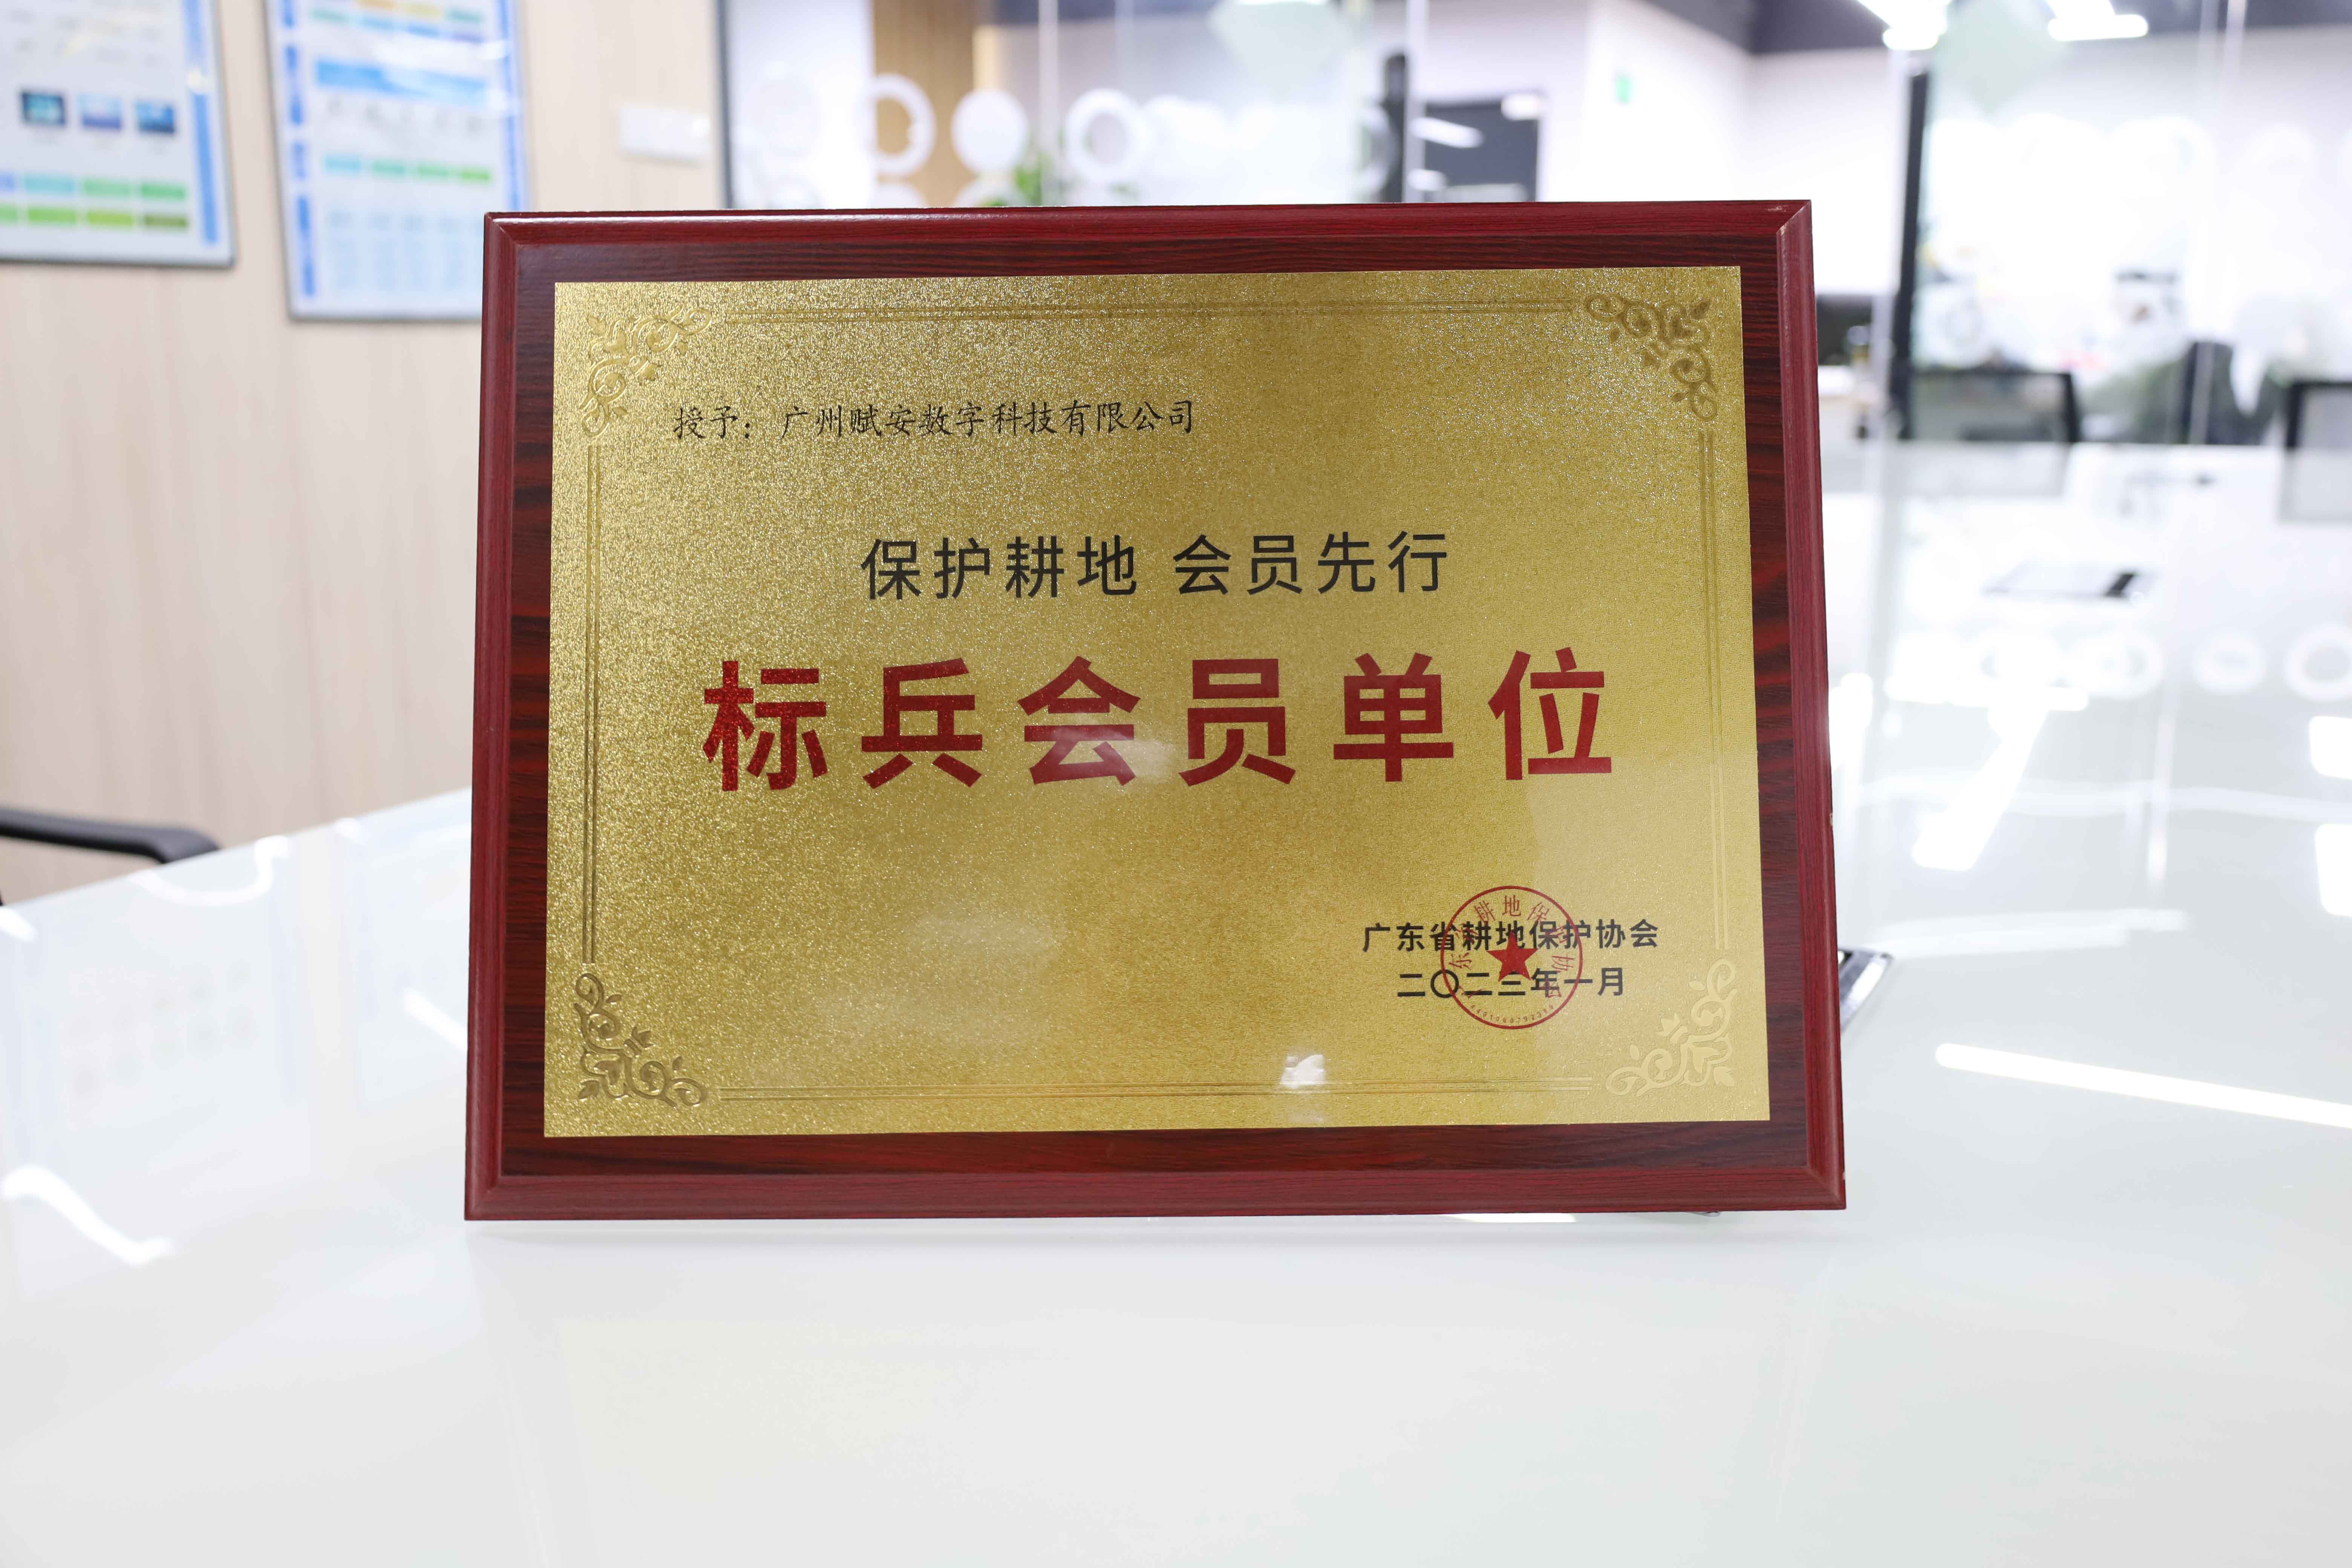 授予：广州赋安数字科技有限公司
保护耕地 会员先行
标兵会员单位
广东省耕地保护协会
二〇二三年一月